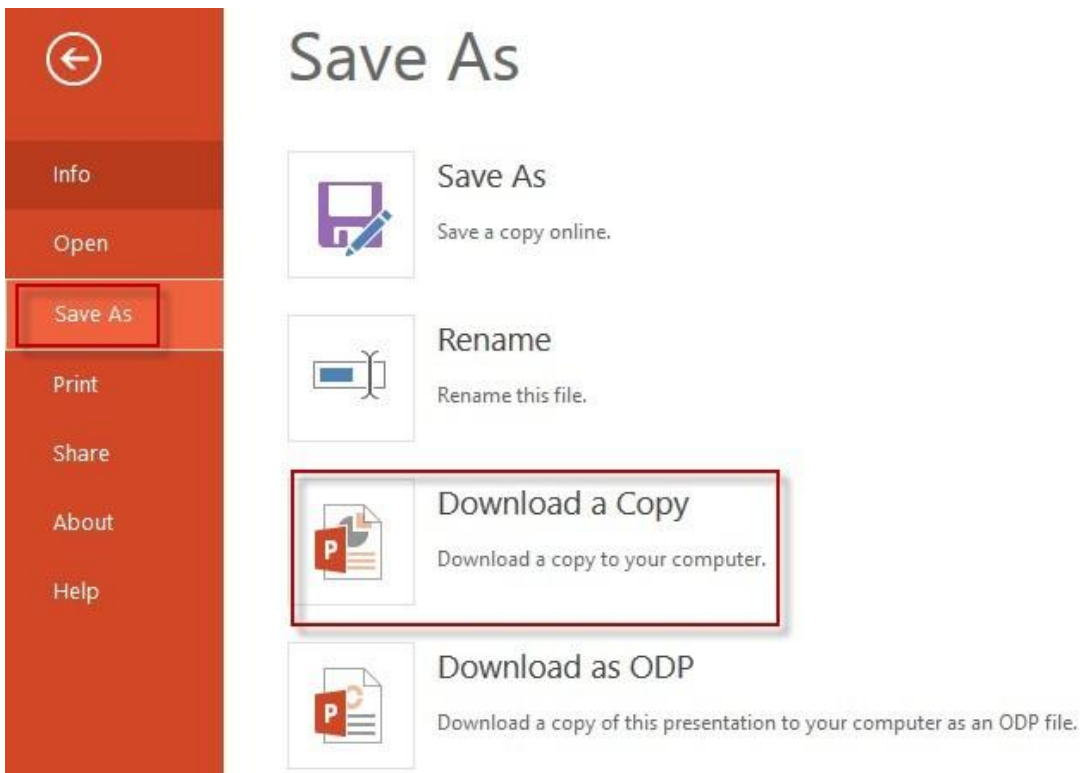 Save As
Info
Open
Save As
Print
Share
About
Help
Save As
Save a copy online.
Rename
Rename this file.
P
Download a Copy
Download a copy to your computer.
P
Download as ODP
Download a copy of this presentation to your computer as an ODP file.